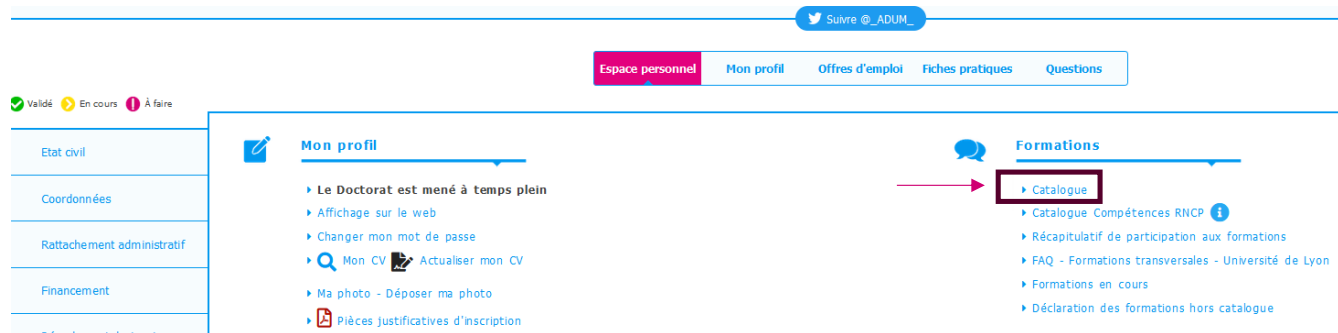 Suivre @_ADUM_
Espace personnel Mon profil Offres d'emploi Fiches pratiques Questions
Validé En cours À faire
Etat civil
Coordonnées
Rattachement administratif
Financement
Mon profil
Le Doctorat est mené à temps plein
Affichage sur le web
Changer mon mot de passe
Mon CV Actualiser mon CV
Ma photo - Déposer ma photo
Pièces justificatives d'inscription
Formations
Catalogue
Catalogue Compétences RNCP
Récapitulatif de participation aux formations
FAQ - Formations transversales - Université de Lyon
Formations en cours
Déclaration des formations hors catalogue